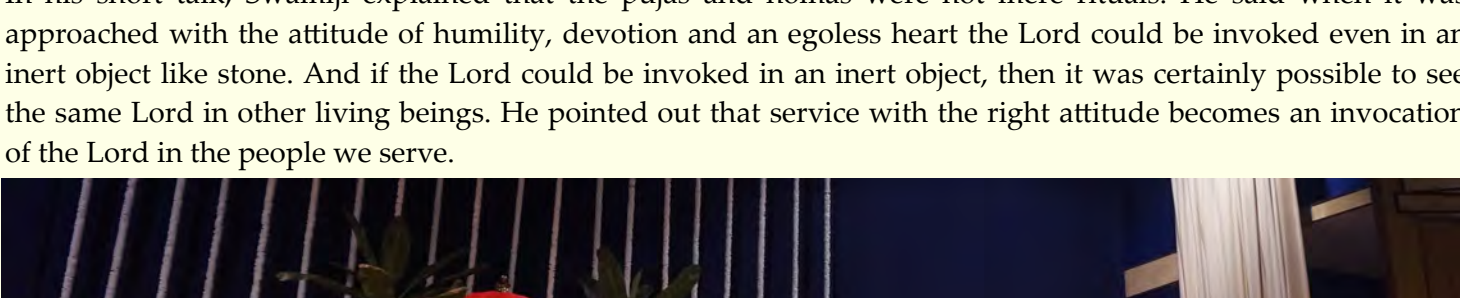 In his short talk, Swamiji explained that the pujas and homas were not mere rituals. He said when it was
approached with the attitude of humility, devotion and an egoless heart the Lord could be invoked even in an
inert object like stone. And if the Lord could be invoked in an inert object, then it was certainly possible to see
the same Lord in other living beings. He pointed out that service with the right attitude becomes an invocation
of the Lord in the people we serve.